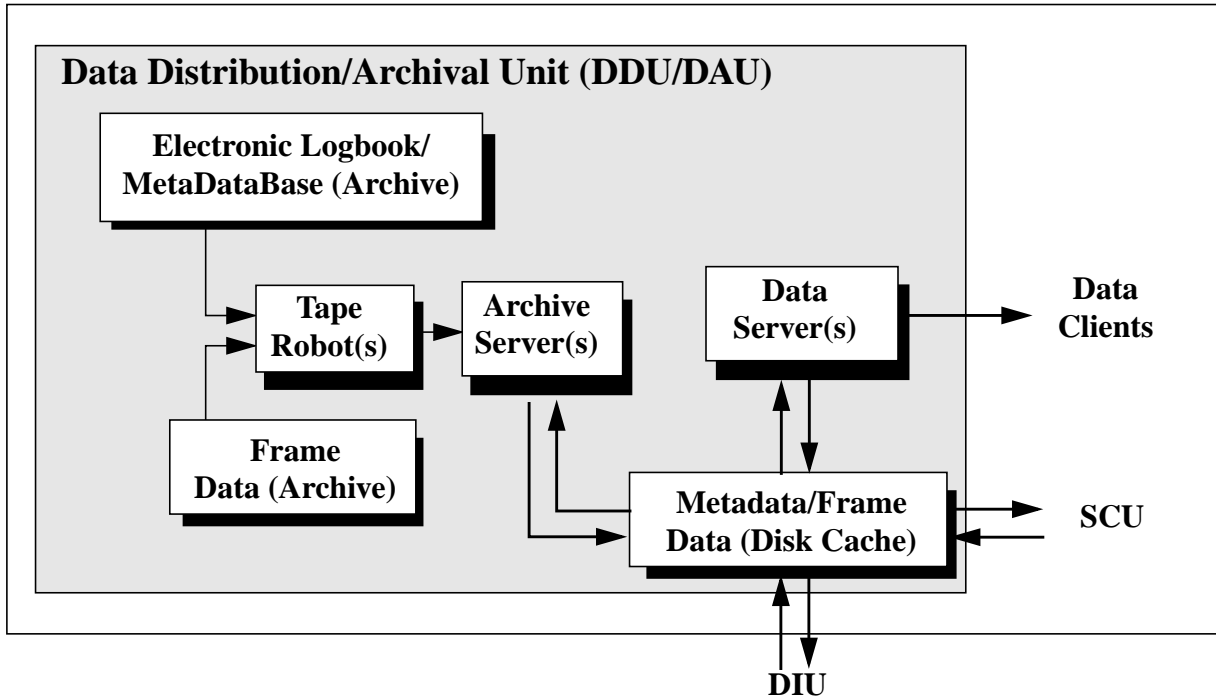 Data Distribution/Archival Unit (DDU/DAU)
Electronic Logbook/
MetaDataBase (Archive)
Tape
Robot(s)
Archive
Server(s)
Data
Server(s)
Data
Clients
Frame
Data (Archive)
Metadata/Frame
Data (Disk Cache)
SCU
DIU